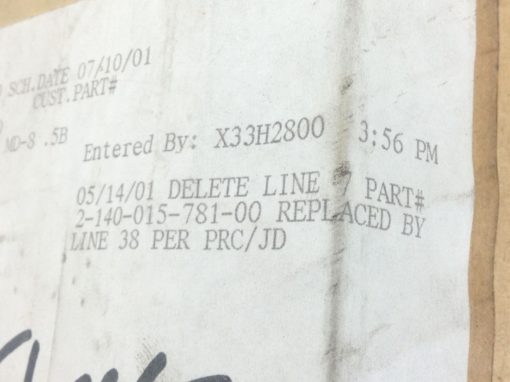 SCH.DATE 07/10/01
CUST.PART#
MD-8 .5B
Entered By: X33H2800 3:56 PM
05/14/01 DELETE LINE 7 PART#
2-140-015-781-00 REPLACED BY
LINE 38 PER PRC/JD